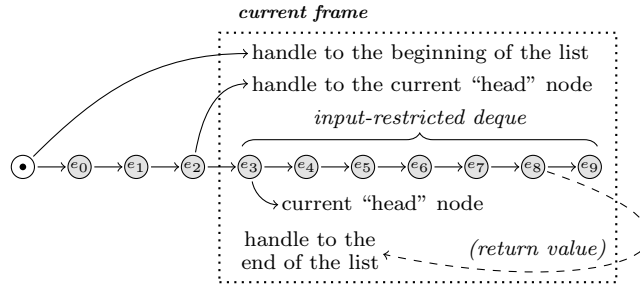 current frame
handle to the beginning of the list
handle to the current “head” node
input-restricted deque
e0 e1 e2 e3 e4 e5 e6 e7 e8 e9
current “head” node
handle to the
end of the list
(return value)